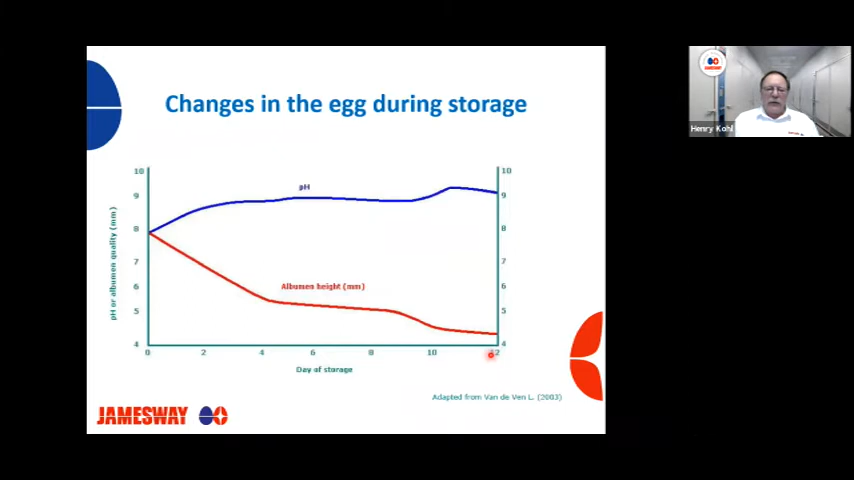 Changes in the egg during storage
pH
10
9
8
7
6
5
4
pH or albumen quality (mm)
Albumen height (mm)
10
9
8
7
6
5
4
0 2 4 6 8 10 12
Day of storage
Adapted from Van de Ven L. (2003)
JAMESWAY
JAMESWAY
Henry Kohl